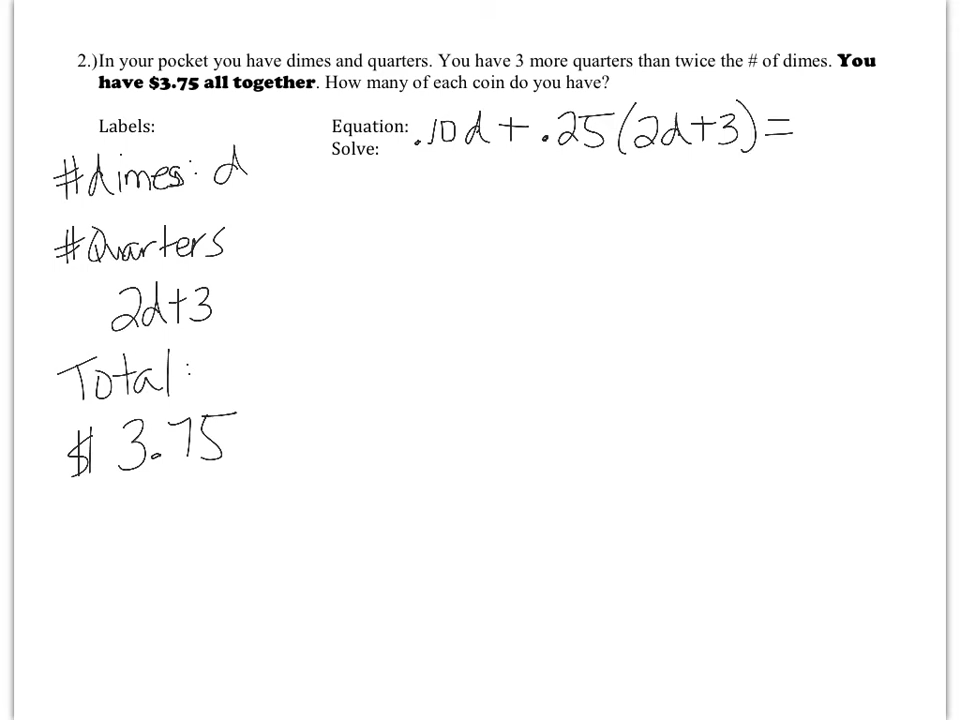 2.)In your pocket you have dimes and quarters. You have 3 more quarters than twice the # of dimes. You
have $3.75 all together. How many of each coin do you have?
Labels:
Equation: .10d + .25(2d+3) =
Solve:
#dimes: d
#Quarters
2d+3
Total:
$ 3.75